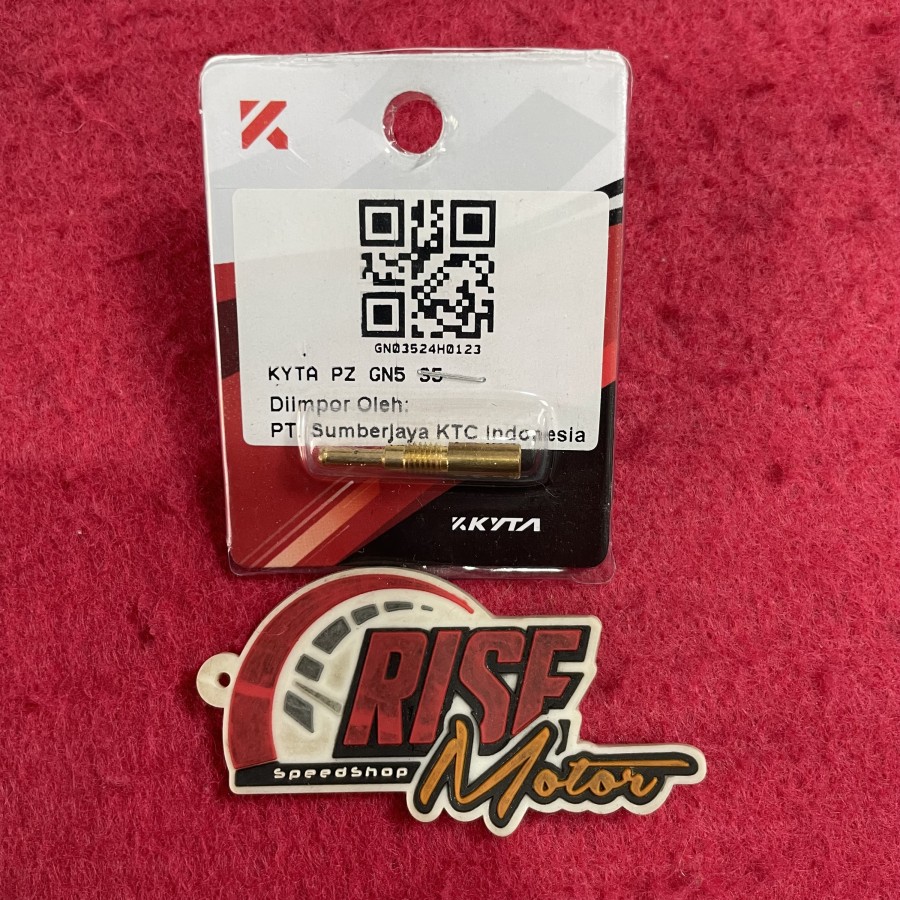 GN03524H0123
KYTA PZ GN5 S5
Diimpor Oleh:
PT. Sumberjaya KTC Indonesia
KYTA
RISE
Motor
SpeedShop